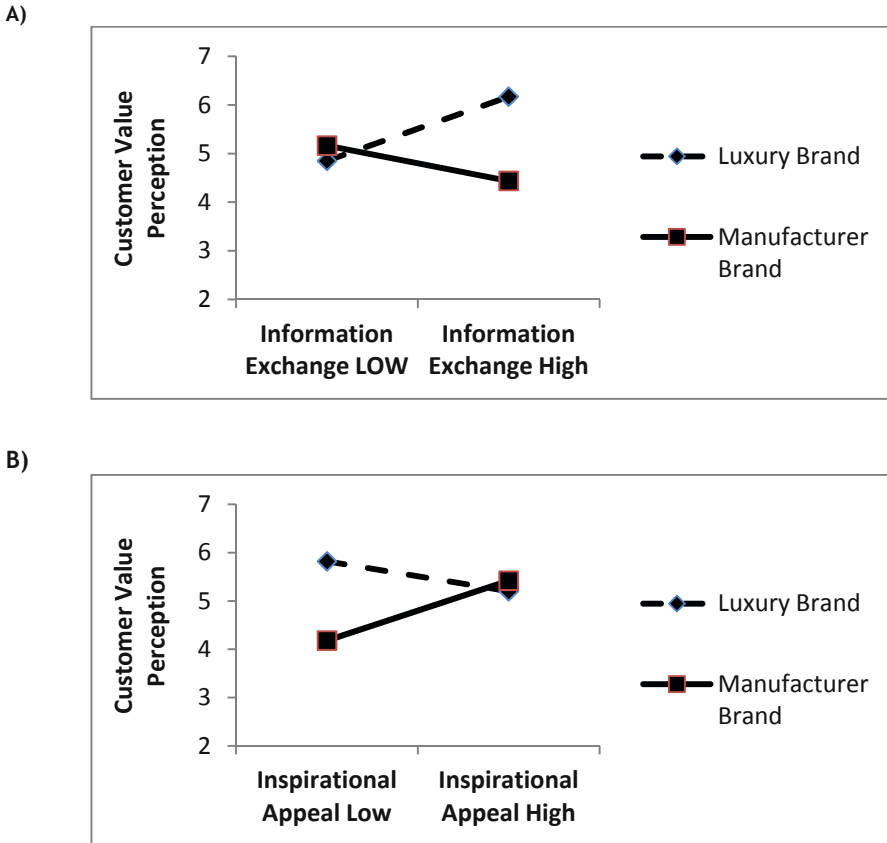 A)
7
6
5
4
3
2
Customer Value
Perception
Information
Exchange LOW
Information
Exchange High
Luxury Brand
Manufacturer
Brand
B)
7
6
5
4
3
2
Customer Value
Perception
Inspirational
Appeal Low
Inspirational
Appeal High
Luxury Brand
Manufacturer
Brand